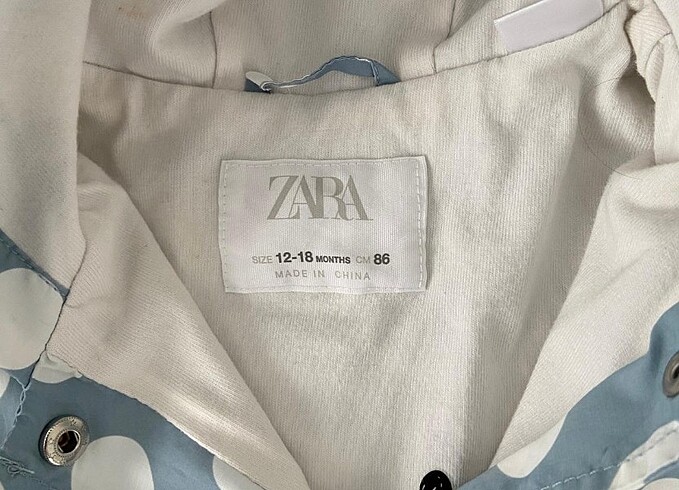 ZARA
SIZE 12-18 MONTHS CM 86
MADE IN CHINA